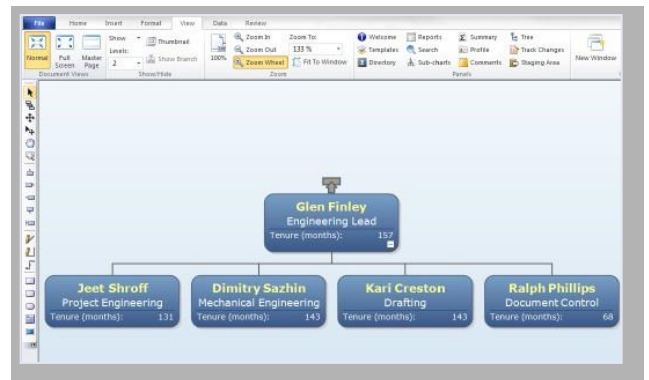 File Home Insert Format View Data Review
Show Thumbnail Zoom In Zoom To: Welcome Reports Summary Tree
Levels: Zoom Out 133 % Templates Search Profile Track Changes
Normal Full Screen Master Page 2 Show Branch 100% Zoom Wheel Fit To Window Directory Sub-charts Comments Staging Area New Window
Document Views Show/Hide Zoom Panels
Glen Finley
Engineering Lead
Tenure (months): 157
Jeet Shroff Dimitry Sazhin Kari Creston Ralph Phillips
Project Engineering Mechanical Engineering Drafting Document Control
Tenure (months): 131 Tenure (months): 143 Tenure (months): 143 Tenure (months): 68